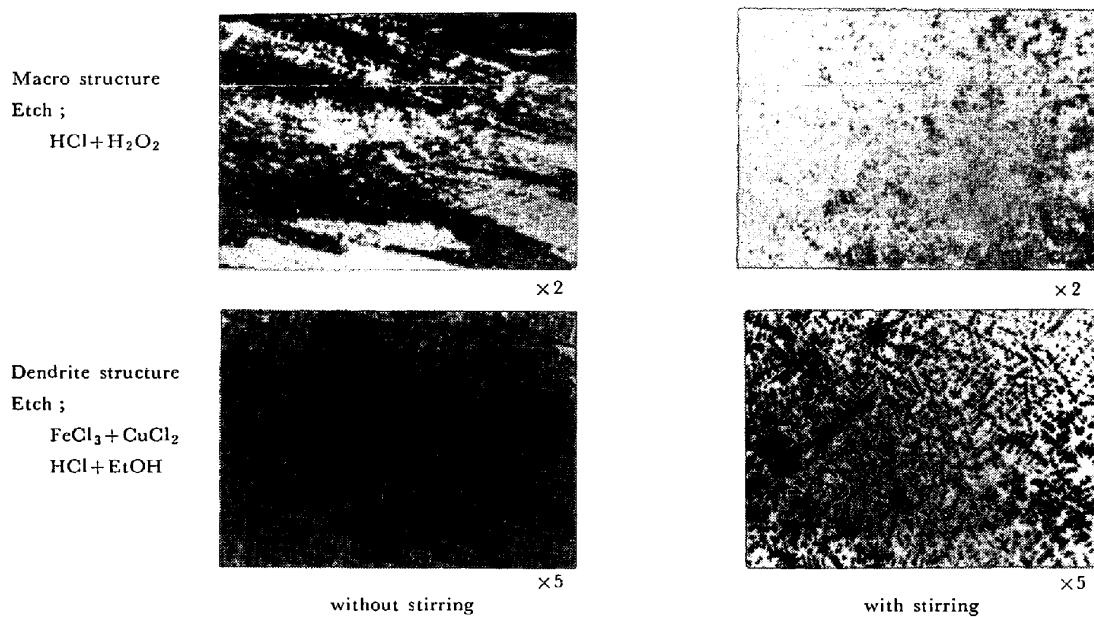 Macro structure
Etch ;
HCl+H₂O₂
×2
×2
Dendrite structure
Etch ;
FeCl₃+CuCl₂
HCl+EtOH
×5
×5
without stirring
with stirring